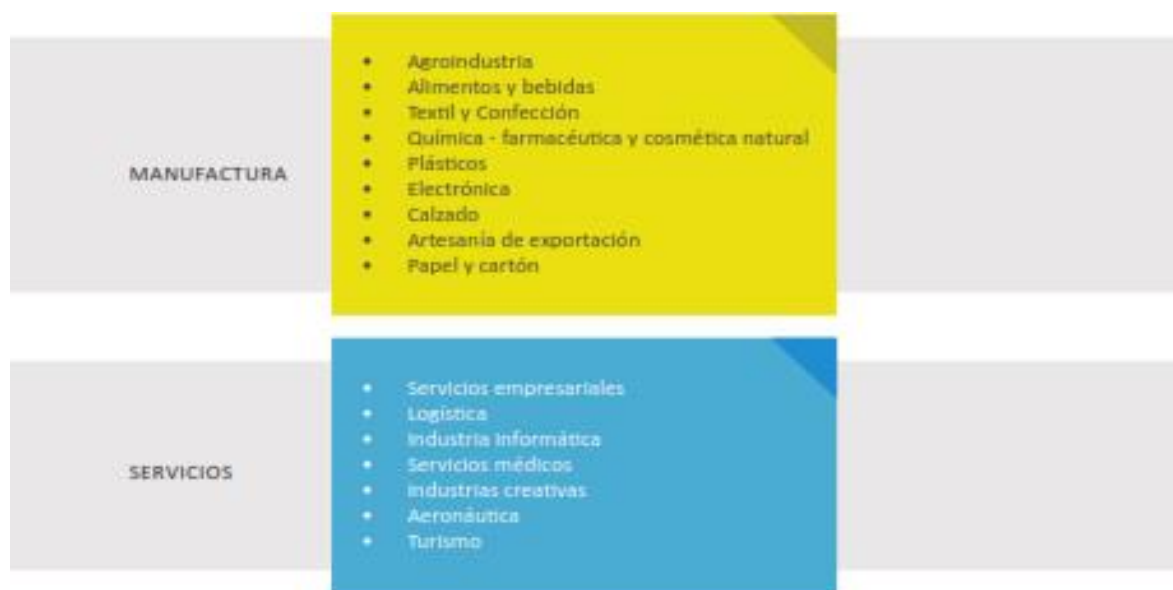 MANUFACTURA
• Agroindustria
• Alimentos y bebidas
• Textil y Confección
• Química - farmacéutica y cosmética natural
• Plásticos
• Electrónica
• Calzado
• Artesanía de exportación
• Papel y cartón
SERVICIOS
• Servicios empresariales
• Logística
• Industria Informática
• Servicios médicos
• Industrias creativas
• Aeronáutica
• Turismo